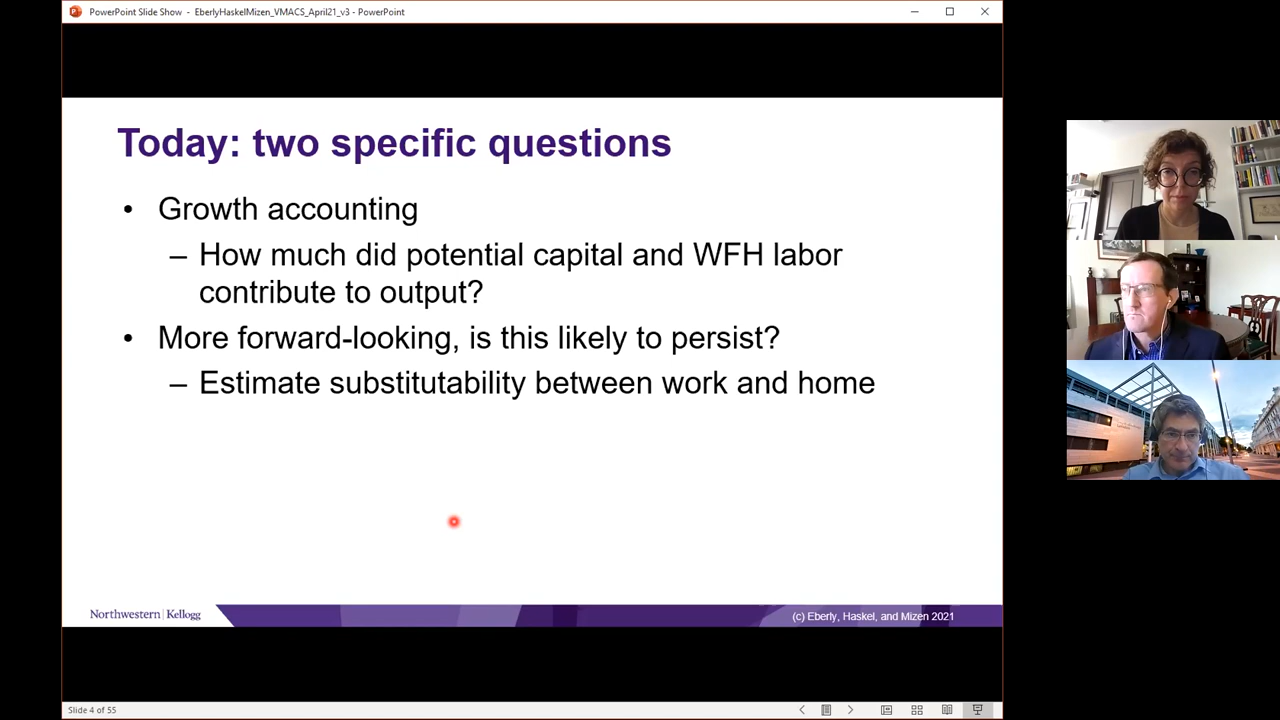 PowerPoint Slide Show - EberlyHaskelMizen_VMACS_April21_v3 - PowerPoint
Today: two specific questions
• Growth accounting
– How much did potential capital and WFH labor
contribute to output?
• More forward-looking, is this likely to persist?
– Estimate substitutability between work and home
Northwestern | Kellogg
(c) Eberly, Haskel, and Mizen 2021
Slide 4 of 55